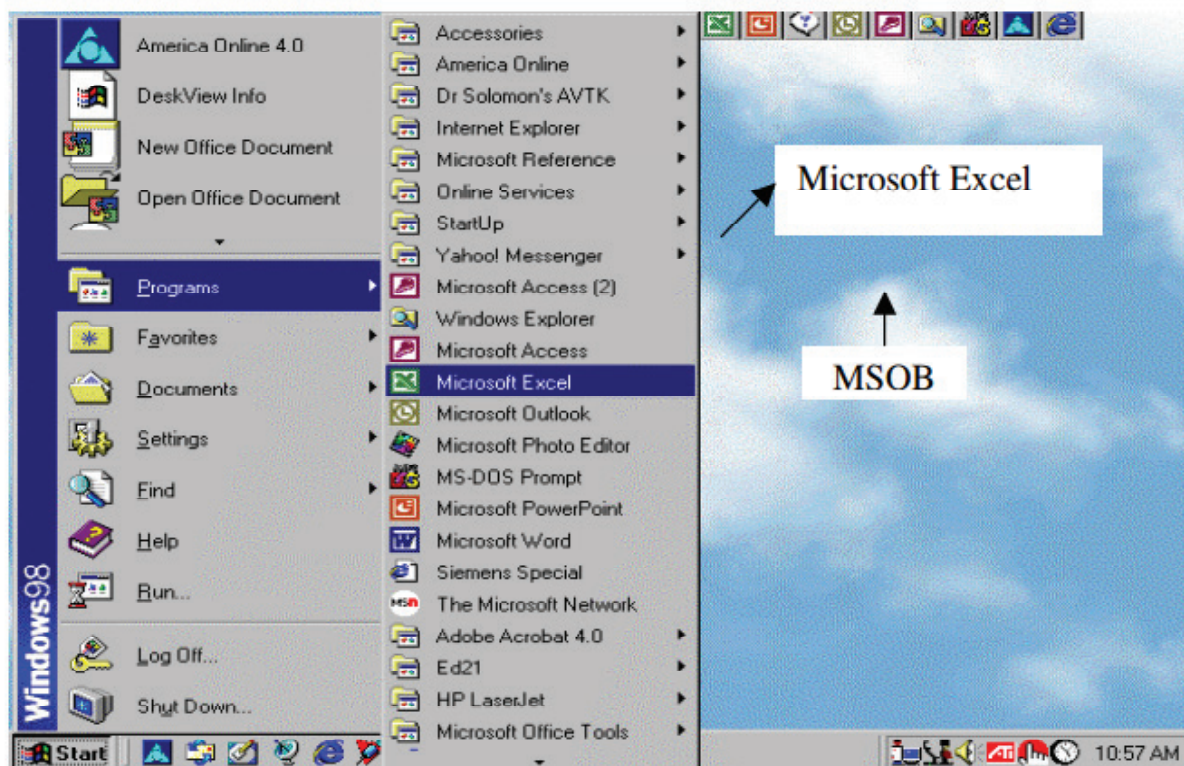 America Online 4.0
DeskView Info
New Office Document
Open Office Document
Programs
Favorites
Documents
Settings
Find
Help
Run...
Log Off...
Shut Down...
Windows98
Start
Accessories
America Online
Dr Solomon's AVTK
Internet Explorer
Microsoft Reference
Online Services
StartUp
Yahoo! Messenger
Microsoft Access (2)
Windows Explorer
Microsoft Access
Microsoft Excel
Microsoft Outlook
Microsoft Photo Editor
MS-DOS Prompt
Microsoft PowerPoint
Microsoft Word
Siemens Special
msn
The Microsoft Network
Adobe Acrobat 4.0
Ed21
HP LaserJet
Microsoft Office Tools
Microsoft Excel
MSOB
ATI
10:57 AM